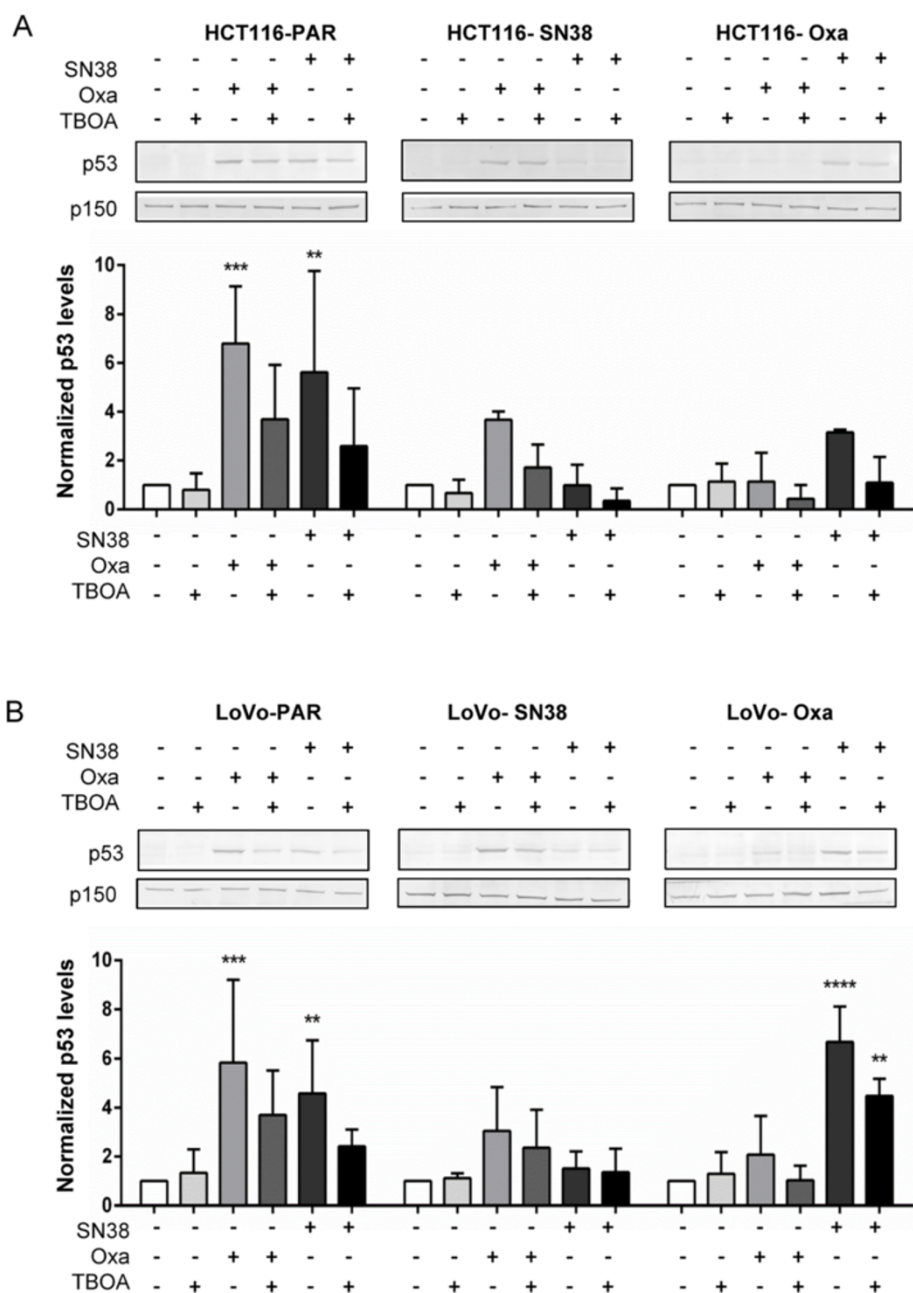 A
HCT116-PAR HCT116- SN38 HCT116- Oxa
SN38 - - - - + + - - - - + + - - - - + +
Oxa - - + + - - - - + + - - - - + + - -
TBOA - + - + - + - + - + - + - + - + - +
p53
p150
*** **
Normalized p53 levels
10
8
6
4
2
0
SN38 - - - - + + - - - - + + - - - - + +
Oxa - - + + - - - - + + - - - - + + - -
TBOA - + - + - + - + - + - + - + - + - +
B
LoVo-PAR LoVo- SN38 LoVo- Oxa
SN38 - - - - + + - - - - + + - - - - + +
Oxa - - + + - - - - + + - - - - + + - -
TBOA - + - + - + - + - + - + - + - + - +
p53
p150
*** ** **** **
Normalized p53 levels
10
8
6
4
2
0
SN38 - - - - + + - - - - + + - - - - + +
Oxa - - + + - - - - + + - - - - + + - -
TBOA - + - + - + - + - + - + - + - + - +